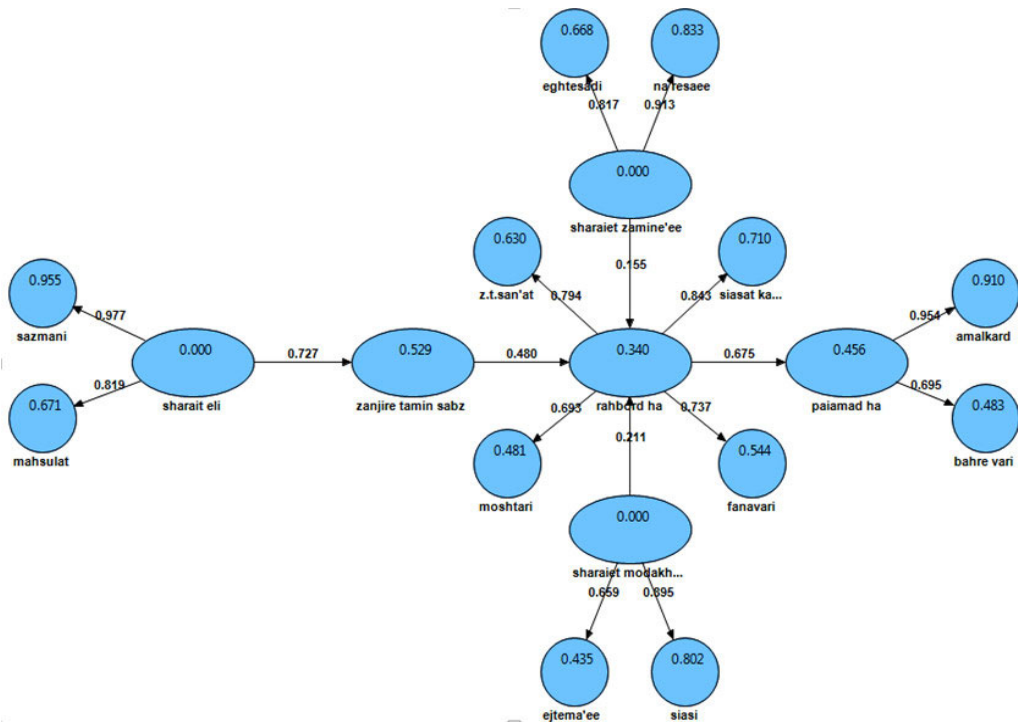 0.668 0.833
eghtesadi na resaee
0.817 0.913
0.000
sharaiet zamine'ee
0.630 0.155 0.710
z.t.san'at 0.794 0.843 siasat ka...
0.955 0.910
sazmani 0.977 0.954 amalkard
0.000 0.727 0.529 0.480 0.340 0.675 0.456
sharait eli zanjire tamin sabz rahbord ha paiamad ha
0.671 0.819 0.693 0.737 0.695 0.483
mahsulat 0.211 bahre vari
0.481 0.544
moshtari fanavari
0.000
sharaiet modakh...
0.659 0.895
0.435 0.802
ejtema'ee siasi